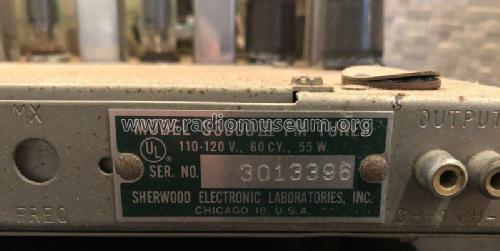 MX
www.radiomuseum.org
OUTPUT
UL
110-120 V., 60 CY., 55 W.
SER. NO. 3013396
SHERWOOD ELECTRONIC LABORATORIES, INC.
CHICAGO 18, U.S.A.
FREQ
CH-